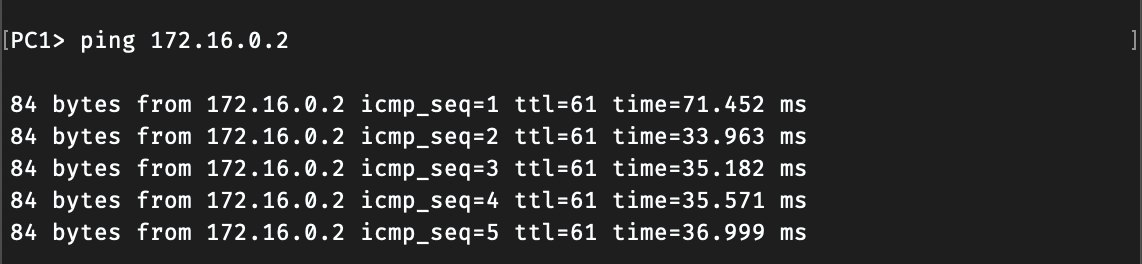 [PC1> ping 172.16.0.2 ]
84 bytes from 172.16.0.2 icmp_seq=1 ttl=61 time=71.452 ms
84 bytes from 172.16.0.2 icmp_seq=2 ttl=61 time=33.963 ms
84 bytes from 172.16.0.2 icmp_seq=3 ttl=61 time=35.182 ms
84 bytes from 172.16.0.2 icmp_seq=4 ttl=61 time=35.571 ms
84 bytes from 172.16.0.2 icmp_seq=5 ttl=61 time=36.999 ms